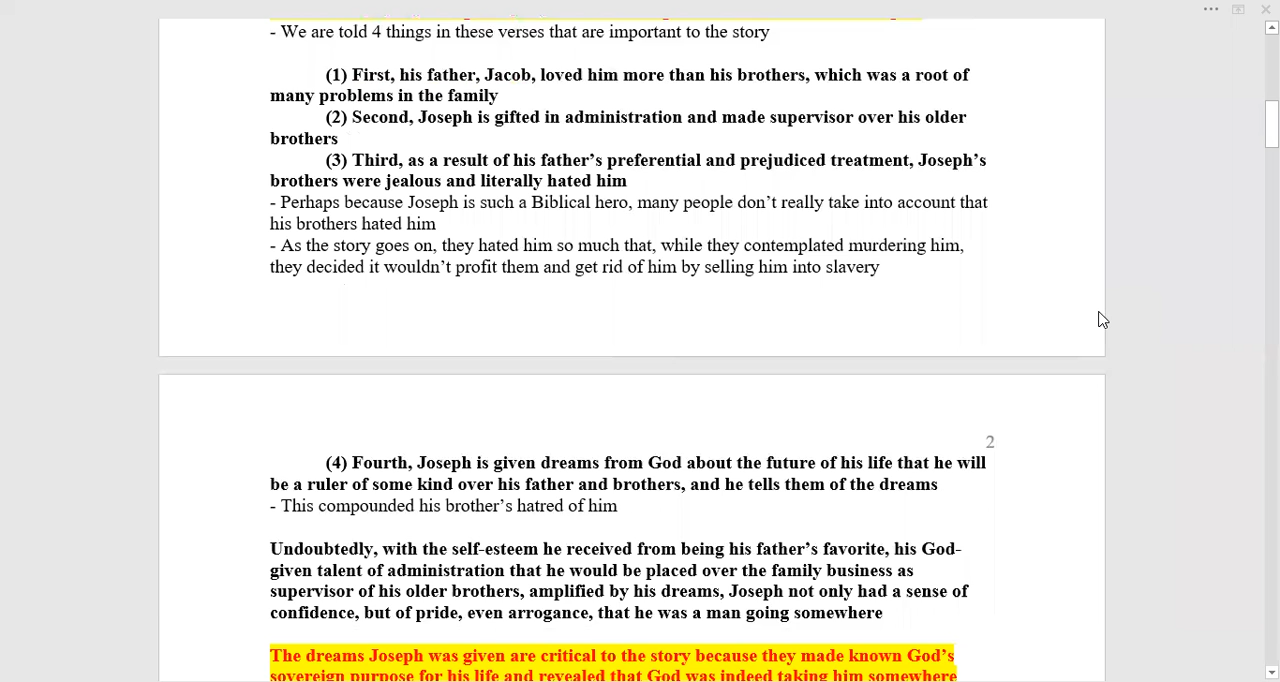 - We are told 4 things in these verses that are important to the story
(1) First, his father, Jacob, loved him more than his brothers, which was a root of
many problems in the family
(2) Second, Joseph is gifted in administration and made supervisor over his older
brothers
(3) Third, as a result of his father’s preferential and prejudiced treatment, Joseph’s
brothers were jealous and literally hated him
- Perhaps because Joseph is such a Biblical hero, many people don’t really take into account that
his brothers hated him
- As the story goes on, they hated him so much that, while they contemplated murdering him,
they decided it wouldn’t profit them and get rid of him by selling him into slavery
2
(4) Fourth, Joseph is given dreams from God about the future of his life that he will
be a ruler of some kind over his father and brothers, and he tells them of the dreams
- This compounded his brother’s hatred of him
Undoubtedly, with the self-esteem he received from being his father’s favorite, his God-
given talent of administration that he would be placed over the family business as
supervisor of his older brothers, amplified by his dreams, Joseph not only had a sense of
confidence, but of pride, even arrogance, that he was a man going somewhere
The dreams Joseph was given are critical to the story because they made known God’s
sovereign purpose for his life and revealed that God was indeed taking him somewhere